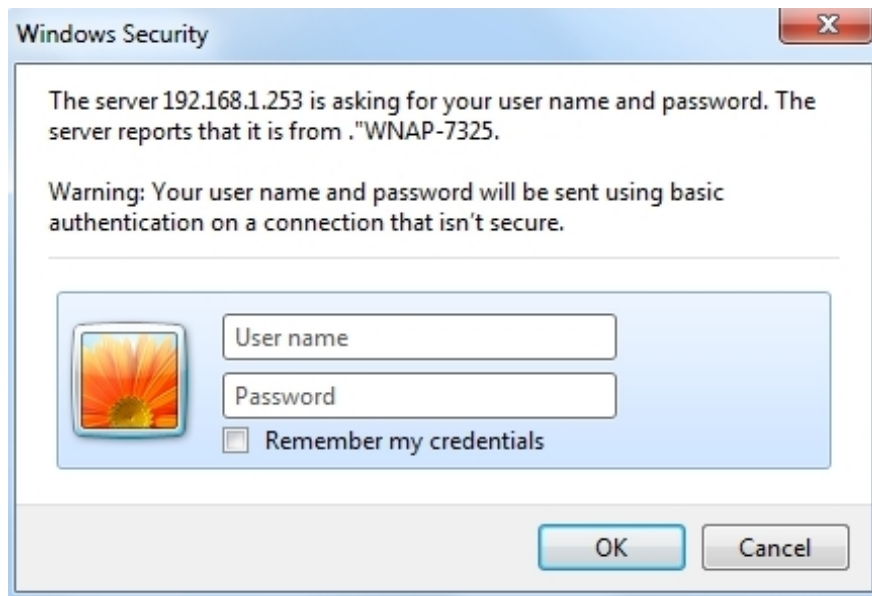 Windows Security
The server 192.168.1.253 is asking for your user name and password. The
server reports that it is from ."WNAP-7325.
Warning: Your user name and password will be sent using basic
authentication on a connection that isn't secure.
User name
Password
Remember my credentials
OK
Cancel